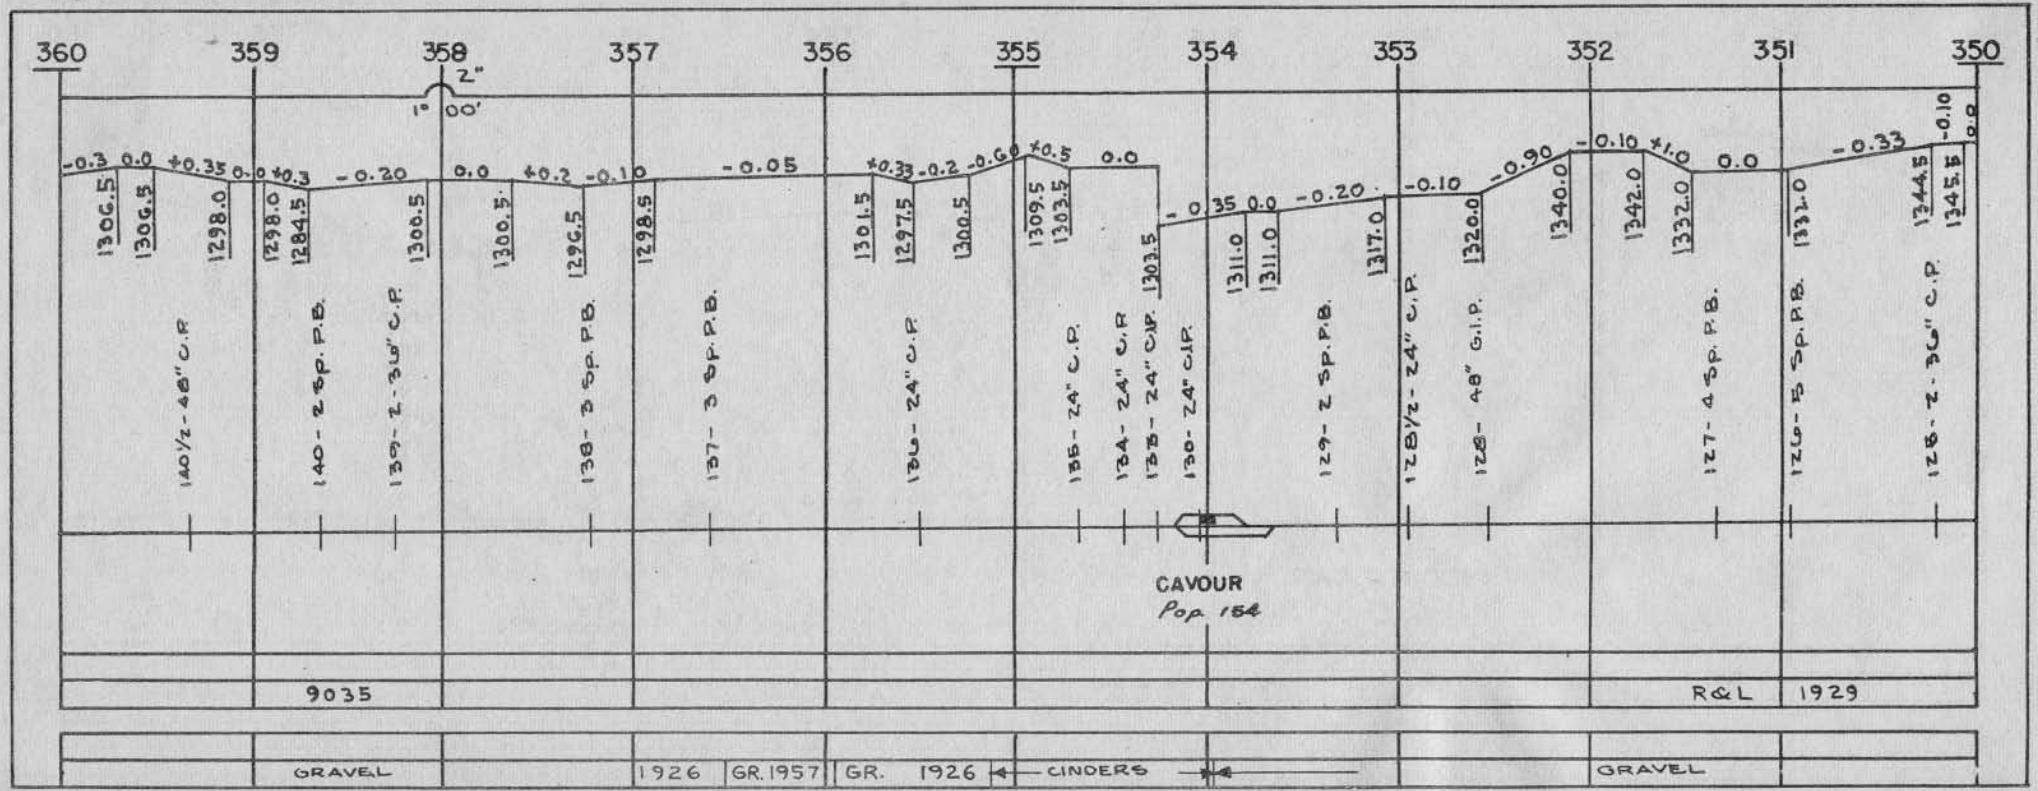 360 359 358 357 356 355 354 353 352 351 350
2"
1° 00'
-0.3 0.0 +0.35 0.0 +0.3 -0.20 0.0 +0.2 -0.10 -0.05 +0.33 -0.2 -0.60 +0.5 0.0 -0.35 0.0 -0.20 -0.10 -0.90 -0.10 +1.0 0.0 -0.33 -0.10 0.0
1306.5
1306.5
1298.0
1298.0
1284.5
1300.5
1300.5
1296.5
1298.5
1301.5
1297.5
1300.5
1309.5
1303.5
1303.5
1311.0
1311.0
1317.0
1320.0
1340.0
1342.0
1332.0
1332.0
1344.5
1345.5
140 1/2 - 48" C.P.
140 - 2 Sp. P.B.
139 - 2 - 36" C.P.
138 - 3 Sp. P.B.
137 - 3 Sp. P.B.
136 - 24" C.P.
135 - 24" C.P.
134 - 24" C.P.
133 - 24" C.I.P.
130 - 24" C.I.P.
129 - 2 Sp. P.B.
128 1/2 - 24" C.P.
128 - 48" G.I.P.
127 - 4 Sp. P.B.
126 - 5 Sp. P.B.
125 - 2 - 36" C.P.
CAVOUR
Pop. 154
9035 R&L 1929
GRAVEL 1926 GR. 1957 GR. 1926 CINDERS GRAVEL